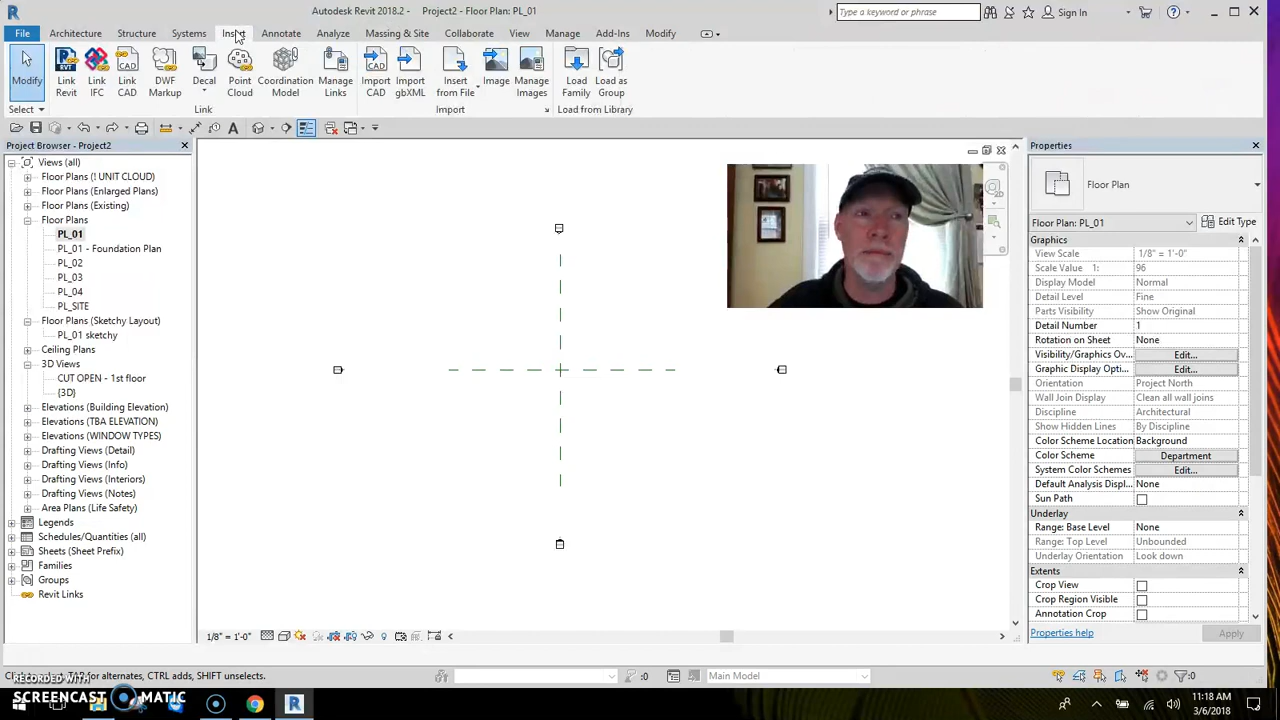 Autodesk Revit 2018.2 - Project2 - Floor Plan: PL_01
Type a keyword or phrase
Sign In
File Architecture Structure Systems Insert Annotate Analyze Massing & Site Collaborate View Manage Add-Ins Modify
Modify
Link Revit
Link IFC
Link CAD
DWF Markup
Decal
Point Cloud
Coordination Model
Manage Links
Import CAD
Import gbXML
Insert from File
Image
Manage Images
Load Family
Load as Group
Select Link Import Load from Library
Project Browser - Project2
Views (all)
Floor Plans (! UNIT CLOUD)
Floor Plans (Enlarged Plans)
Floor Plans (Existing)
Floor Plans
PL_01
PL_01 - Foundation Plan
PL_02
PL_03
PL_04
PL_SITE
Floor Plans (Sketchy Layout)
PL_01 sketchy
Ceiling Plans
3D Views
CUT OPEN - 1st floor
{3D}
Elevations (Building Elevation)
Elevations (TBA ELEVATION)
Elevations (WINDOW TYPES)
Drafting Views (Detail)
Drafting Views (Info)
Drafting Views (Interiors)
Drafting Views (Notes)
Area Plans (Life Safety)
Legends
Schedules/Quantities (all)
Sheets (Sheet Prefix)
Families
Groups
Revit Links
Properties
Floor Plan
Floor Plan: PL_01 Edit Type
Graphics
View Scale 1/8" = 1'-0"
Scale Value 1: 96
Display Model Normal
Detail Level Fine
Parts Visibility Show Original
Detail Number 1
Rotation on Sheet None
Visibility/Graphics Ov... Edit...
Graphic Display Opti... Edit...
Orientation Project North
Wall Join Display Clean all wall joins
Discipline Architectural
Show Hidden Lines By Discipline
Color Scheme Location Background
Color Scheme Department
System Color Schemes Edit...
Default Analysis Displ... None
Sun Path
Underlay
Range: Base Level None
Range: Top Level Unbounded
Underlay Orientation Look down
Extents
Crop View
Crop Region Visible
Annotation Crop
Properties help Apply
1/8" = 1'-0"
TAB for alternates, CTRL adds, SHIFT unselects.
:0
Main Model
:0
RECORDED WITH
SCREENCAST MATIC
11:18 AM
3/6/2018